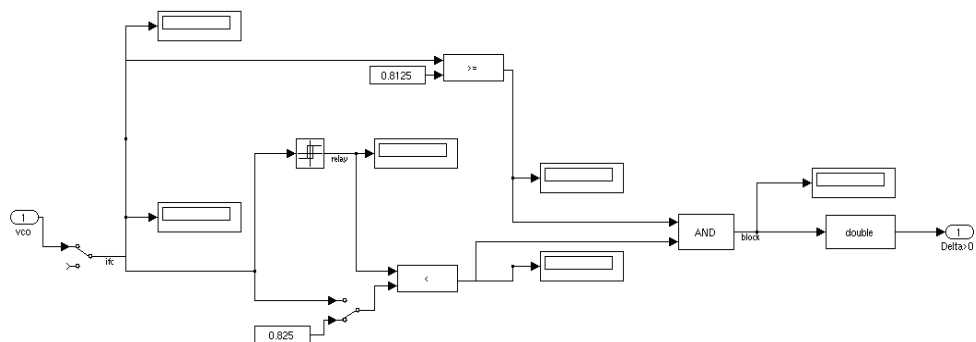 >=
0.8125
relay
1
vco
ifc
AND
block
double
1
Delta>0
<
0.825